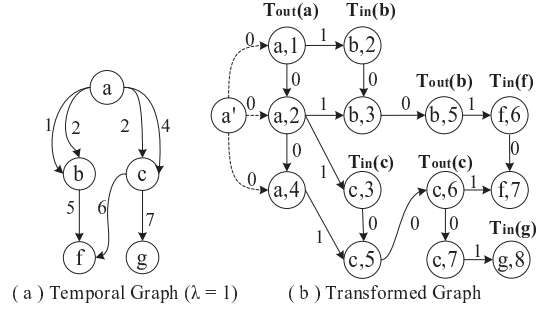 Tout(a) Tin(b)
a 0 a,1 1 b,2
1 2 2 4 0 0 Tout(b) Tin(f)
a' 0 a,2 1 b,3 0 b,5 1 f,6
b c 0 1 Tin(c) Tout(c) 0
0 a,4 c,3 c,6 1 f,7
5 6 7 1 0 0 0 Tin(g)
f g c,5 c,7 1 g,8
( a ) Temporal Graph (λ = 1) ( b ) Transformed Graph